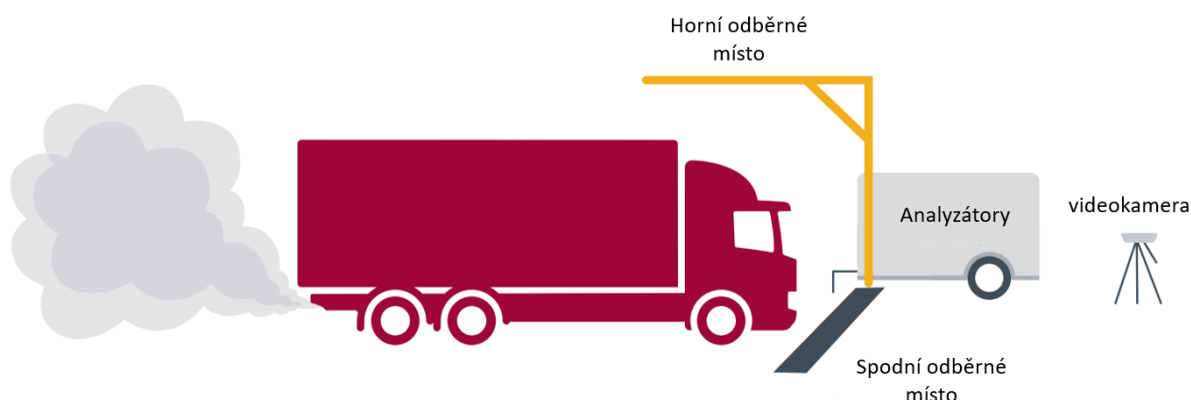 Horní odběrné
místo
Analyzátory
videokamera
Spodní odběrné
místo